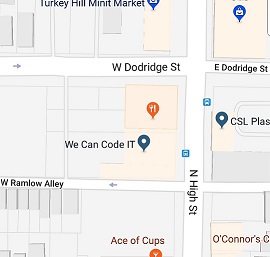 Turkey Hill Minit Market
W Dodridge St
E Dodridge St
CSL Plas
We Can Code IT
W Ramlow Alley
N High St
Ace of Cups
O'Connor's C